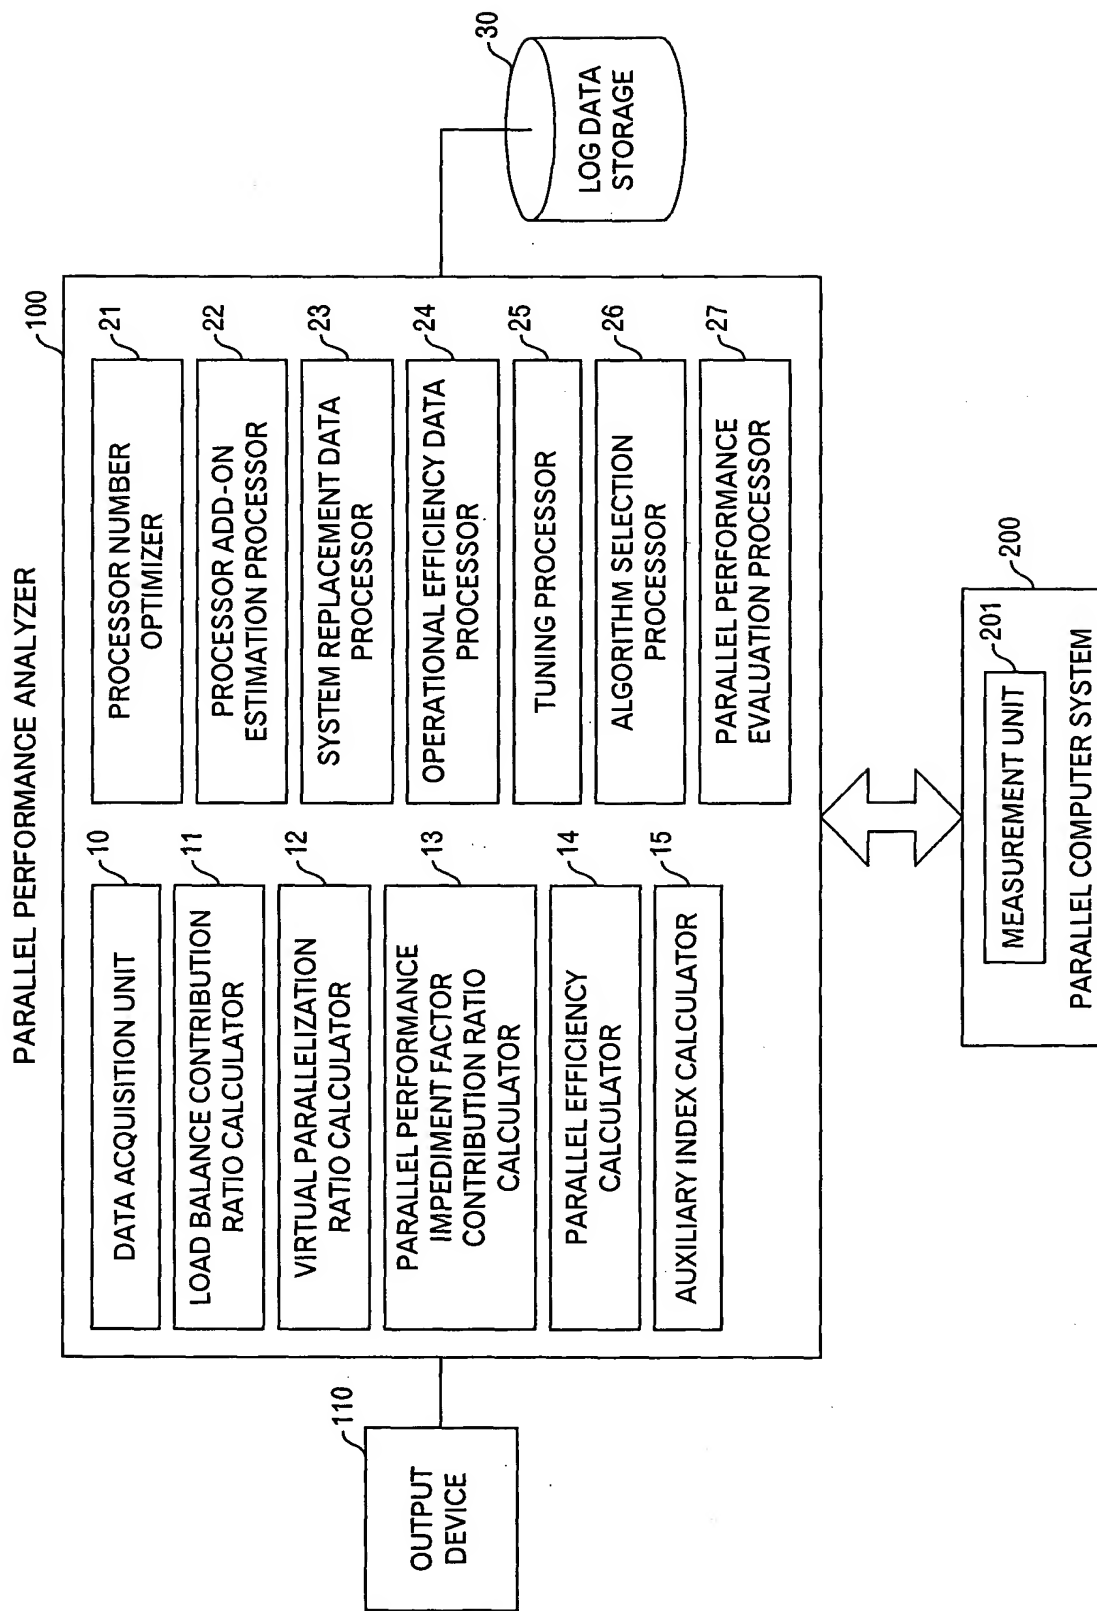 PARALLEL PERFORMANCE ANALYZER
100
110
OUTPUT
DEVICE
10
DATA ACQUISITION UNIT
11
LOAD BALANCE CONTRIBUTION
RATIO CALCULATOR
12
VIRTUAL PARALLELIZATION
RATIO CALCULATOR
13
PARALLEL PERFORMANCE
IMPEDIMENT FACTOR
CONTRIBUTION RATIO
CALCULATOR
14
PARALLEL EFFICIENCY
CALCULATOR
15
AUXILIARY INDEX CALCULATOR
21
PROCESSOR NUMBER
OPTIMIZER
22
PROCESSOR ADD-ON
ESTIMATION PROCESSOR
23
SYSTEM REPLACEMENT DATA
PROCESSOR
24
OPERATIONAL EFFICIENCY DATA
PROCESSOR
25
TUNING PROCESSOR
26
ALGORITHM SELECTION
PROCESSOR
27
PARALLEL PERFORMANCE
EVALUATION PROCESSOR
30
LOG DATA
STORAGE
200
201
MEASUREMENT UNIT
PARALLEL COMPUTER SYSTEM